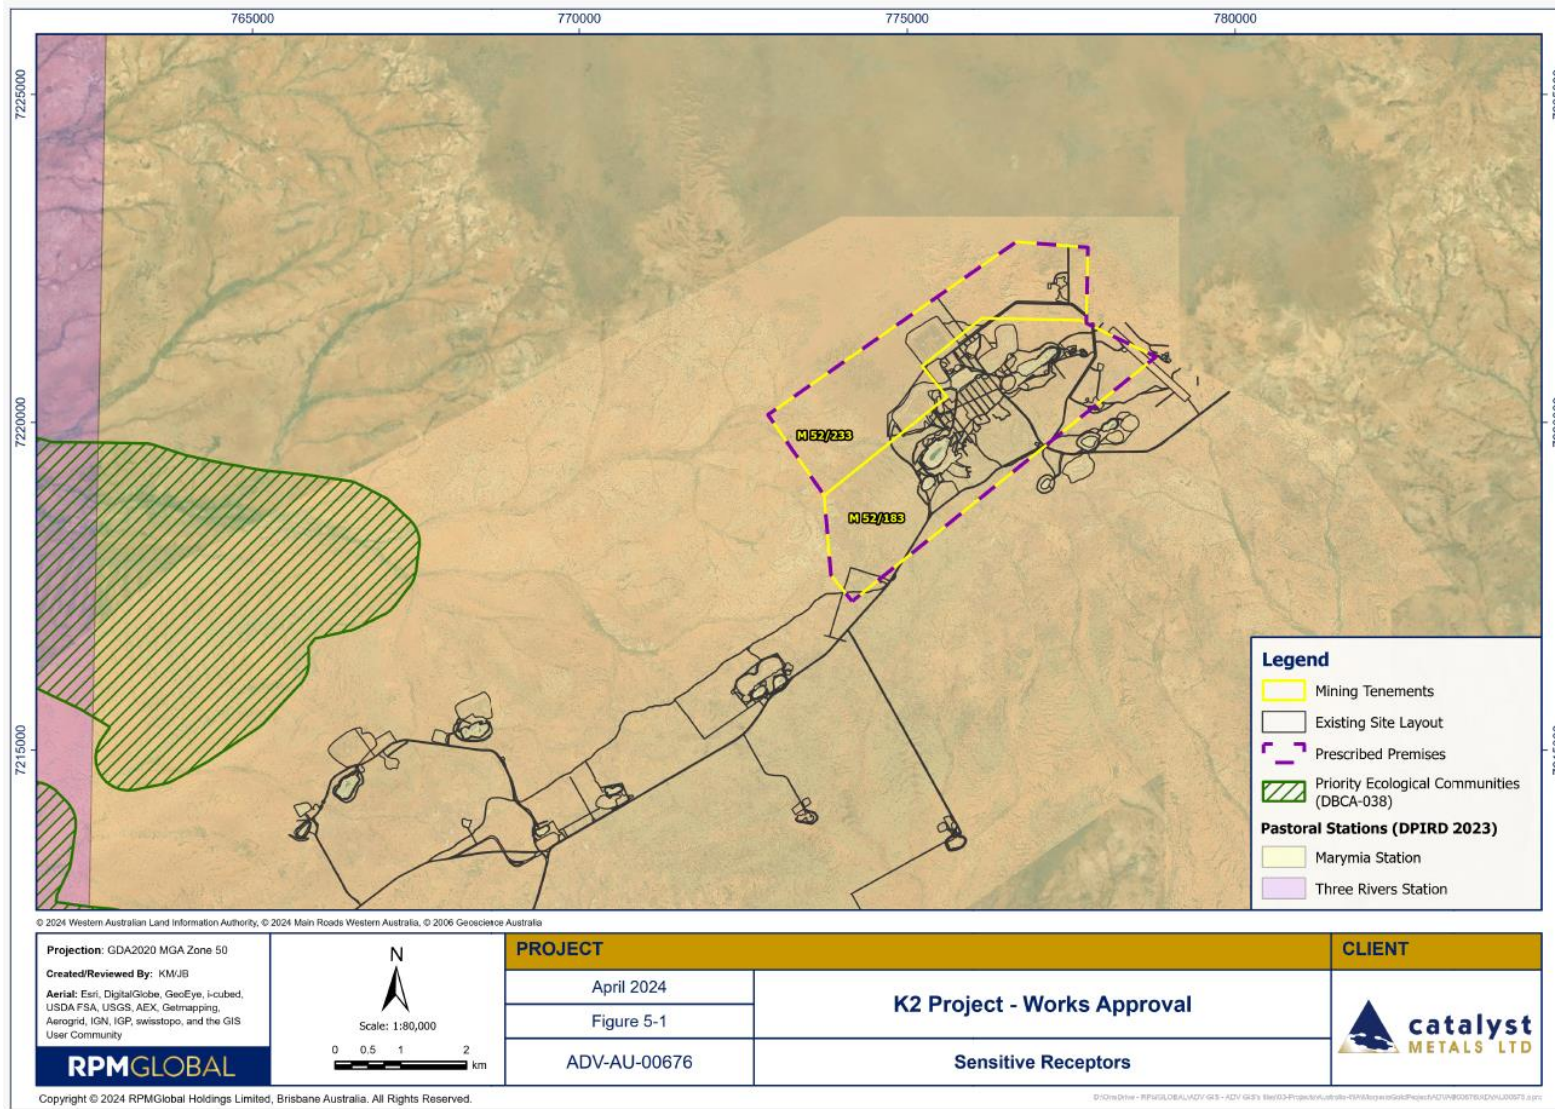 765000
770000
775000
780000
7225000
7220000
7215000
M 52/233
M 52/183
Legend
Mining Tenements
Existing Site Layout
Prescribed Premises
Priority Ecological Communities
(DBCA-038)
Pastoral Stations (DPIRD 2023)
Marymia Station
Three Rivers Station
© 2024 Western Australian Land Information Authority, © 2024 Main Roads Western Australia, © 2006 Geoscience Australia
Projection: GDA2020 MGA Zone 50
Created/Reviewed By: KM/JB
Aerial: Esri, DigitalGlobe, GeoEye, i-cubed,
USDA FSA, USGS, AEX, Getmapping,
Aerogrid, IGN, IGP, swisstopo, and the GIS
User Community
RPMGLOBAL
N
Scale: 1:80,000
0 0.5 1 2
km
PROJECT
April 2024
Figure 5-1
ADV-AU-00676
K2 Project - Works Approval
Sensitive Receptors
CLIENT
catalyst
METALS LTD
Copyright © 2024 RPMGlobal Holdings Limited, Brisbane Australia. All Rights Reserved.